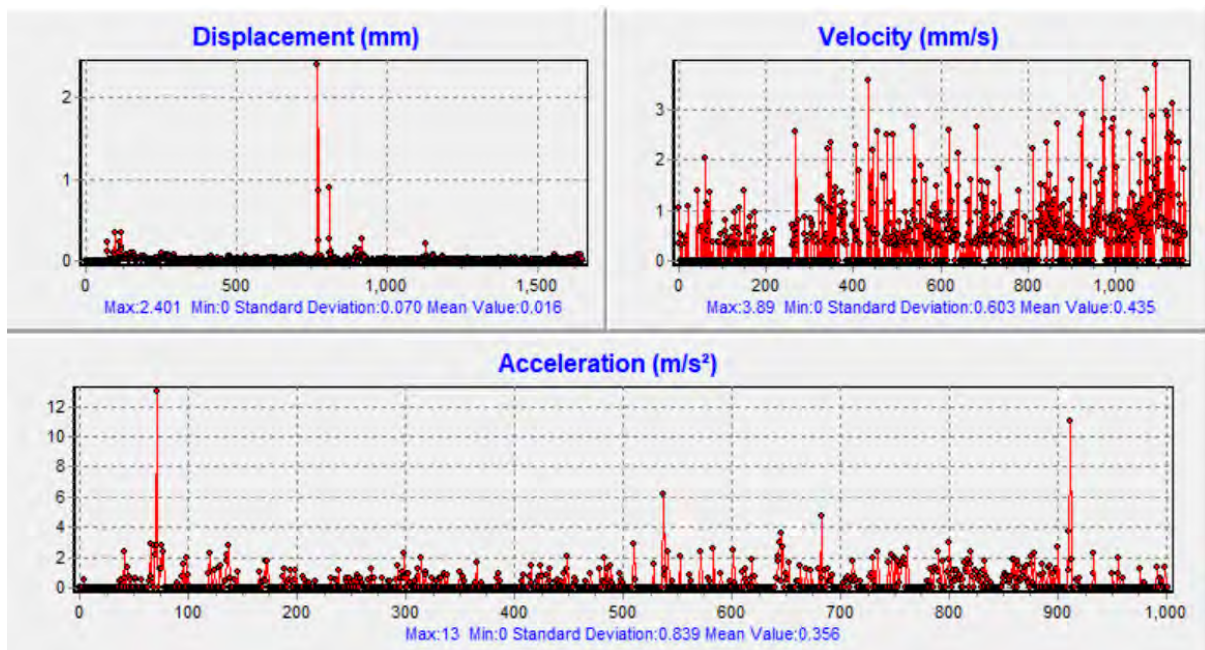 Displacement (mm)
2
1
0
0 500 1,000 1,500
Max:2.401 Min:0 Standard Deviation:0.070 Mean Value:0.016
Velocity (mm/s)
3
2
1
0
0 200 400 600 800 1,000
Max:3.89 Min:0 Standard Deviation:0.603 Mean Value:0.435
Acceleration (m/s²)
12
10
8
6
4
2
0
0 100 200 300 400 500 600 700 800 900 1,000
Max:13 Min:0 Standard Deviation:0.839 Mean Value:0.356